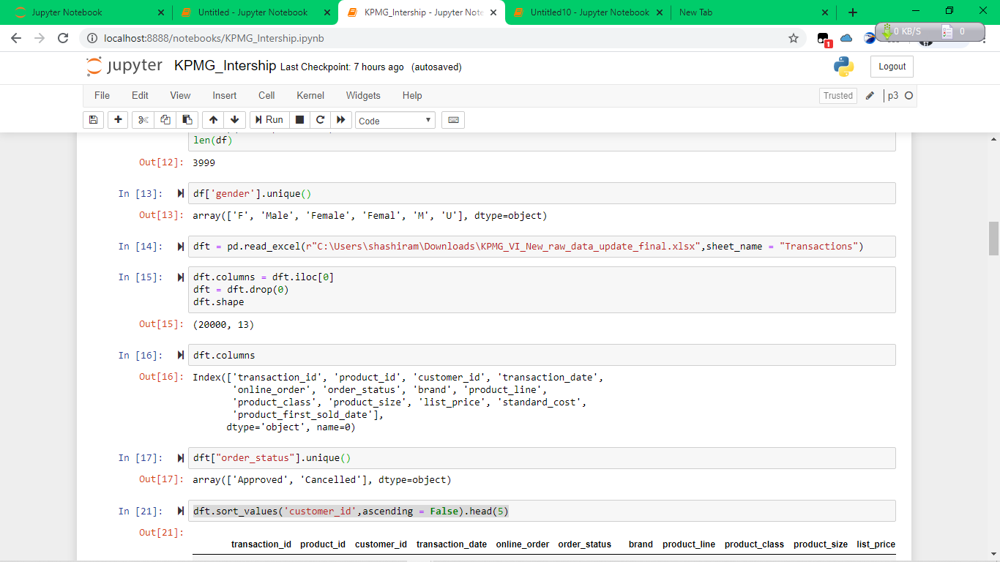 Jupyter Notebook
Untitled - Jupyter Notebook
KPMG_Intership - Jupyter Note
Untitled10 - Jupyter Notebook
New Tab
localhost:8888/notebooks/KPMG_Intership.ipynb
1
0 KB/S 0
jupyter KPMG_Intership Last Checkpoint: 7 hours ago (autosaved)
Logout
File Edit View Insert Cell Kernel Widgets Help
Trusted p3
Run
Code
len(df)
Out[12]: 3999
In [13]: df['gender'].unique()
Out[13]: array(['F', 'Male', 'Female', 'Femal', 'M', 'U'], dtype=object)
In [14]: dft = pd.read_excel(r"C:\Users\shashiram\Downloads\KPMG_VI_New_raw_data_update_final.xlsx",sheet_name = "Transactions")
In [15]: dft.columns = dft.iloc[0]
dft = dft.drop(0)
dft.shape
Out[15]: (20000, 13)
In [16]: dft.columns
Out[16]: Index(['transaction_id', 'product_id', 'customer_id', 'transaction_date',
'online_order', 'order_status', 'brand', 'product_line',
'product_class', 'product_size', 'list_price', 'standard_cost',
'product_first_sold_date'],
dtype='object', name=0)
In [17]: dft["order_status"].unique()
Out[17]: array(['Approved', 'Cancelled'], dtype=object)
In [21]: dft.sort_values('customer_id',ascending = False).head(5)
Out[21]:
transaction_id product_id customer_id transaction_date online_order order_status brand product_line product_class product_size list_price